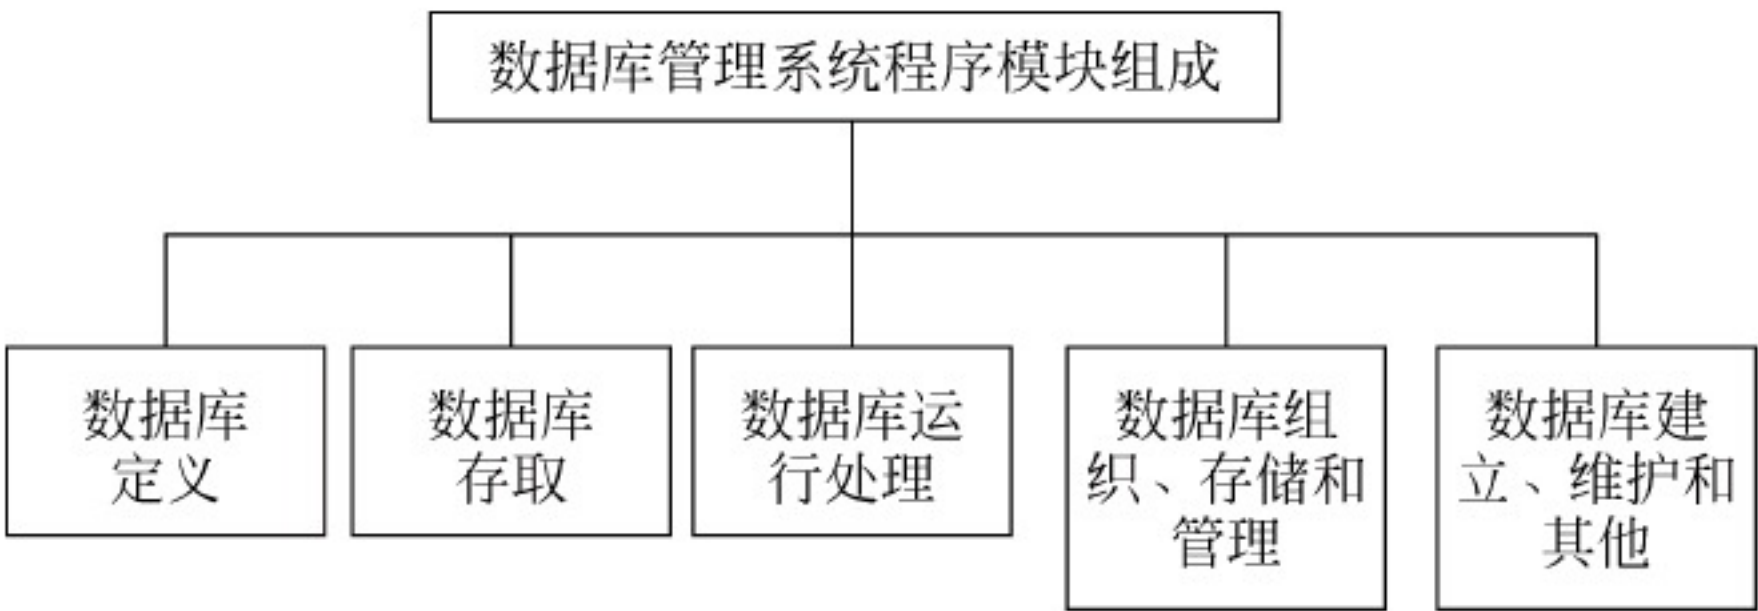 数据库管理系统程序模块组成
数据库
定义
数据库
存取
数据库运
行处理
数据库组
织、存储和
管理
数据库建
立、维护和
其他